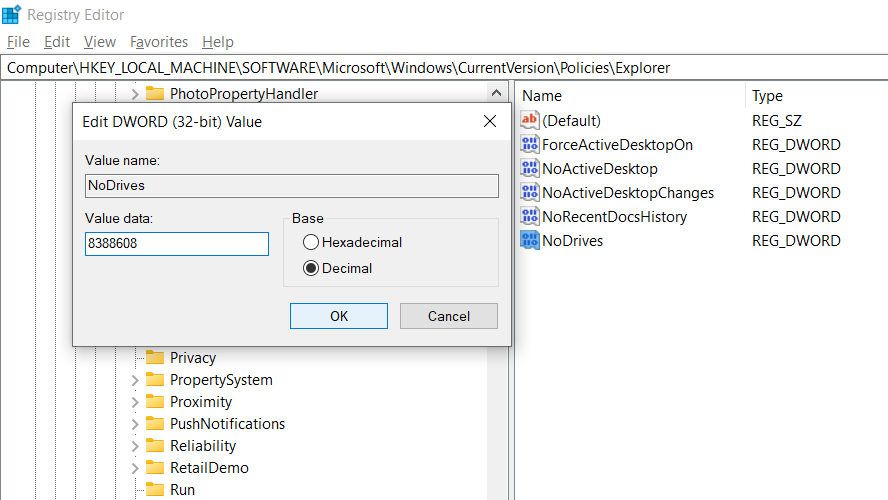 Registry Editor
File Edit View Favorites Help
Computer\HKEY_LOCAL_MACHINE\SOFTWARE\Microsoft\Windows\CurrentVersion\Policies\Explorer
PhotoPropertyHandler
Edit DWORD (32-bit) Value
Value name:
NoDrives
Value data:
8388608
Base
Hexadecimal
Decimal
OK Cancel
Privacy
PropertySystem
Proximity
PushNotifications
Reliability
RetailDemo
Run
Name Type
(Default) REG_SZ
ForceActiveDesktopOn REG_DWORD
NoActiveDesktop REG_DWORD
NoActiveDesktopChanges REG_DWORD
NoRecentDocsHistory REG_DWORD
NoDrives REG_DWORD